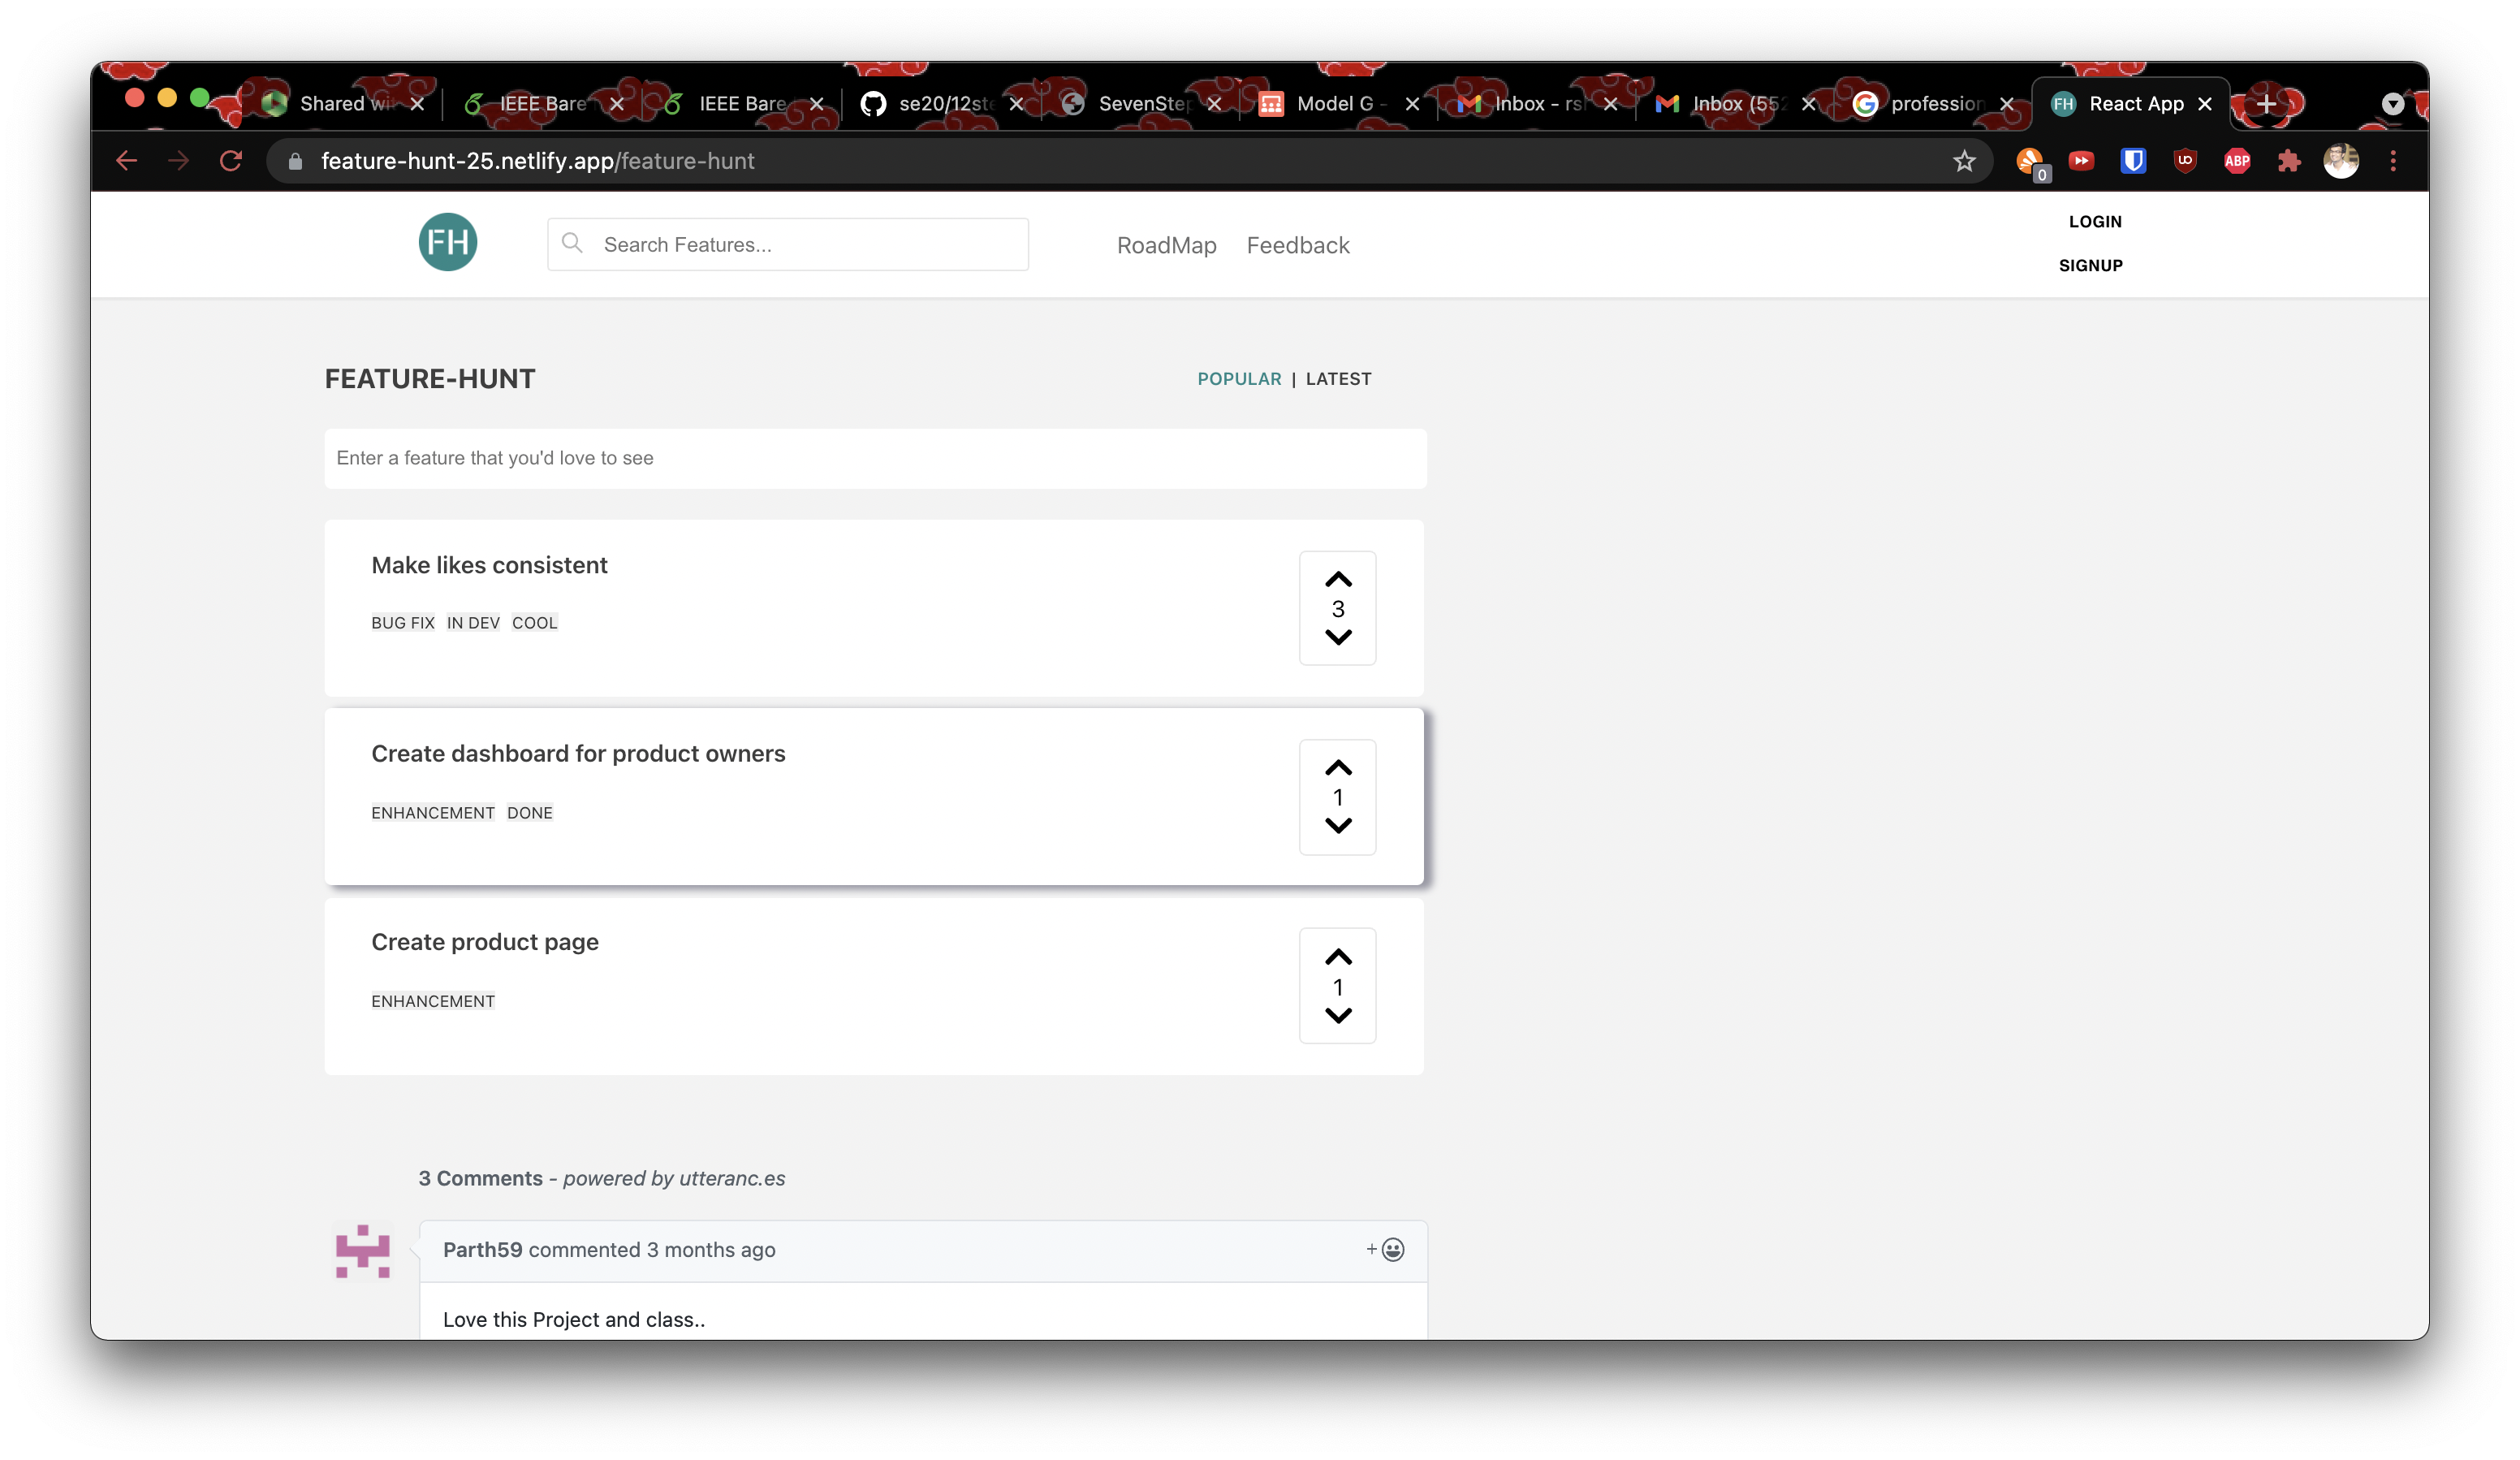 Shared wi
IEEE Bare
IEEE Bare
se20/12ste
SevenStep
Model G -
Inbox - rs
Inbox (552
profession
FH React App
feature-hunt-25.netlify.app/feature-hunt
0
UO
ABP
FH
Search Features...
RoadMap
Feedback
LOGIN
SIGNUP
FEATURE-HUNT
POPULAR | LATEST
Enter a feature that you'd love to see
Make likes consistent
BUG FIX IN DEV COOL
3
Create dashboard for product owners
ENHANCEMENT DONE
1
Create product page
ENHANCEMENT
1
3 Comments - powered by utteranc.es
Parth59 commented 3 months ago
+
Love this Project and class..